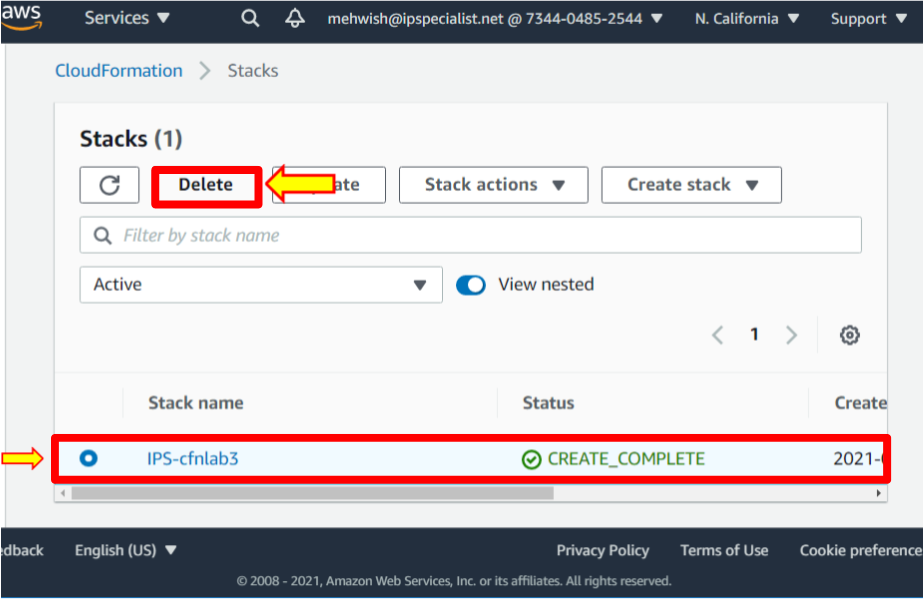 aws Services mehwish@ipspecialist.net @ 7344-0485-2544 N. California Support
CloudFormation > Stacks
Stacks (1)
Delete Stack actions Create stack
Filter by stack name
Active View nested
1
Stack name Status Create
IPS-cfnlab3 CREATE_COMPLETE 2021-
edback English (US) Privacy Policy Terms of Use Cookie preference
© 2008 - 2021, Amazon Web Services, Inc. or its affiliates. All rights reserved.